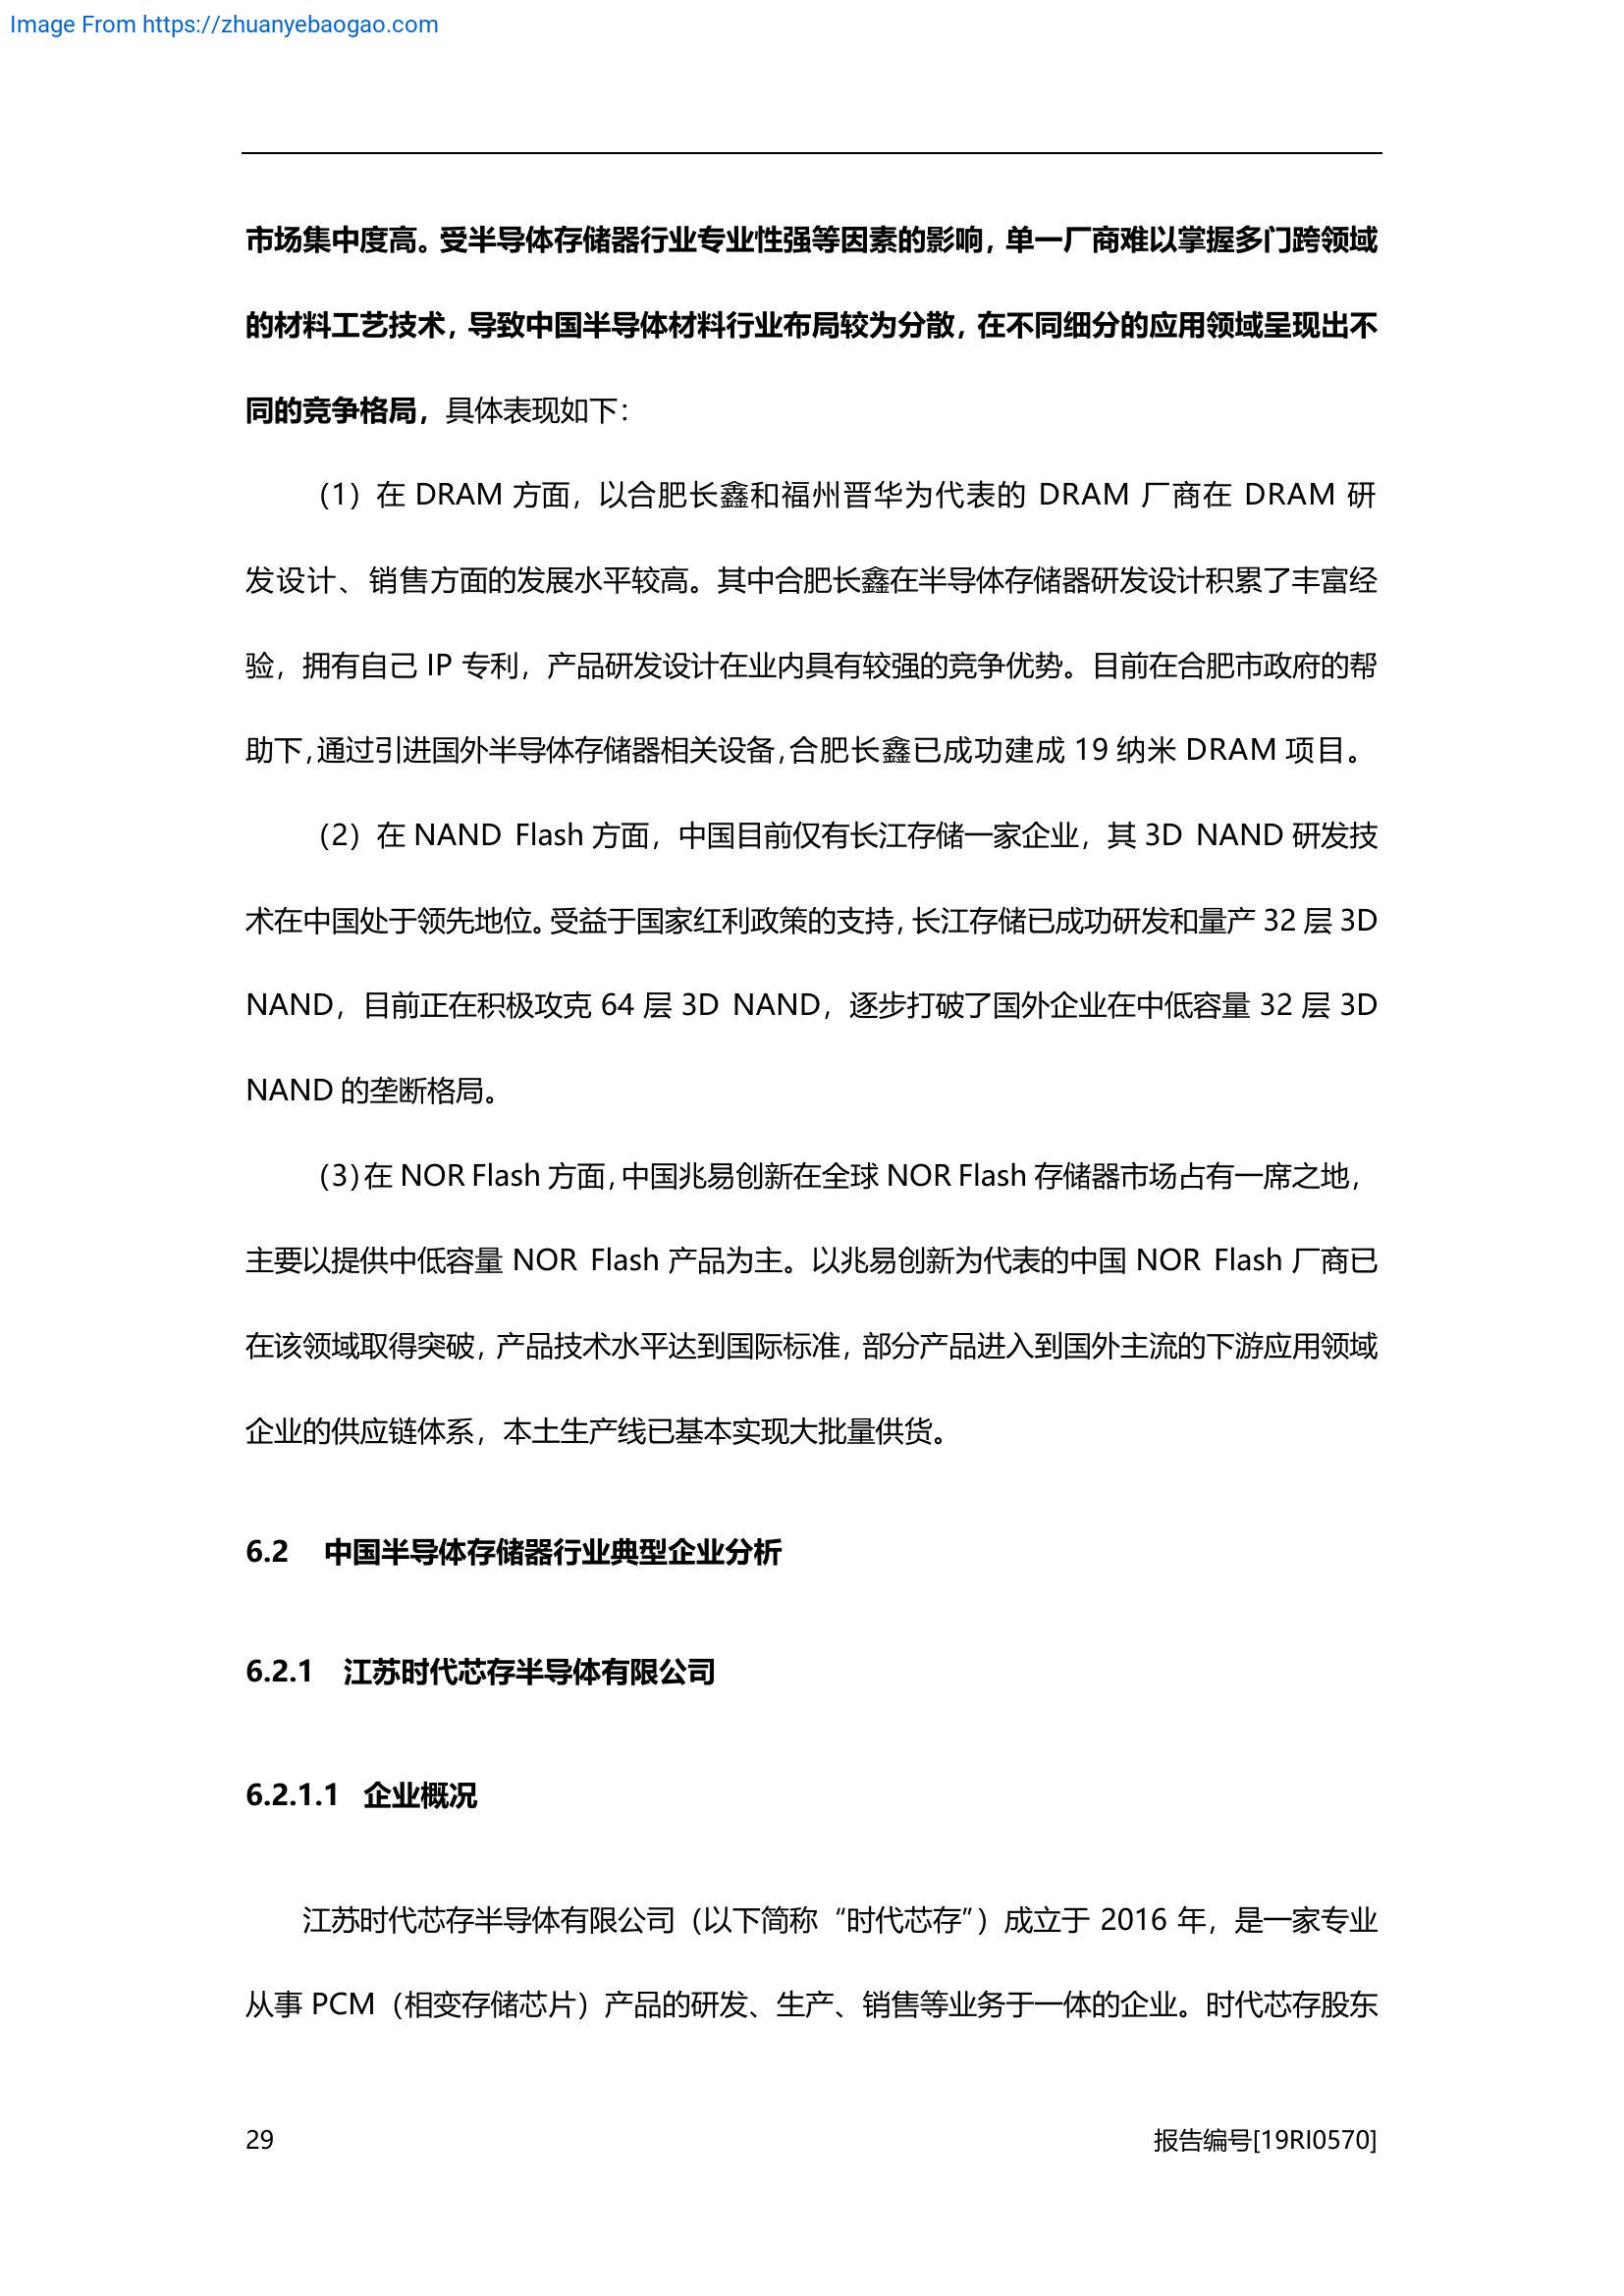 Image From https://zhuanyebaogao.com
市场集中度高。受半导体存储器行业专业性强等因素的影响，单一厂商难以掌握多门跨领域
的材料工艺技术，导致中国半导体材料行业布局较为分散，在不同细分的应用领域呈现出不
同的竞争格局，具体表现如下：
（1）在 DRAM 方面，以合肥长鑫和福州晋华为代表的 DRAM 厂商在 DRAM 研
发设计、销售方面的发展水平较高。其中合肥长鑫在半导体存储器研发设计积累了丰富经
验，拥有自己 IP 专利，产品研发设计在业内具有较强的竞争优势。目前在合肥市政府的帮
助下，通过引进国外半导体存储器相关设备，合肥长鑫已成功建成 19 纳米 DRAM 项目。
（2）在 NAND Flash 方面，中国目前仅有长江存储一家企业，其 3D NAND 研发技
术在中国处于领先地位。受益于国家红利政策的支持，长江存储已成功研发和量产 32 层 3D
NAND，目前正在积极攻克 64 层 3D NAND，逐步打破了国外企业在中低容量 32 层 3D
NAND 的垄断格局。
（3）在 NOR Flash 方面，中国兆易创新在全球 NOR Flash 存储器市场占有一席之地，
主要以提供中低容量 NOR Flash 产品为主。以兆易创新为代表的中国 NOR Flash 厂商已
在该领域取得突破，产品技术水平达到国际标准，部分产品进入到国外主流的下游应用领域
企业的供应链体系，本土生产线已基本实现大批量供货。
6.2 中国半导体存储器行业典型企业分析
6.2.1 江苏时代芯存半导体有限公司
6.2.1.1 企业概况
江苏时代芯存半导体有限公司（以下简称“时代芯存”）成立于 2016 年，是一家专业
从事 PCM（相变存储芯片）产品的研发、生产、销售等业务于一体的企业。时代芯存股东
29 报告编号[19RI0570]